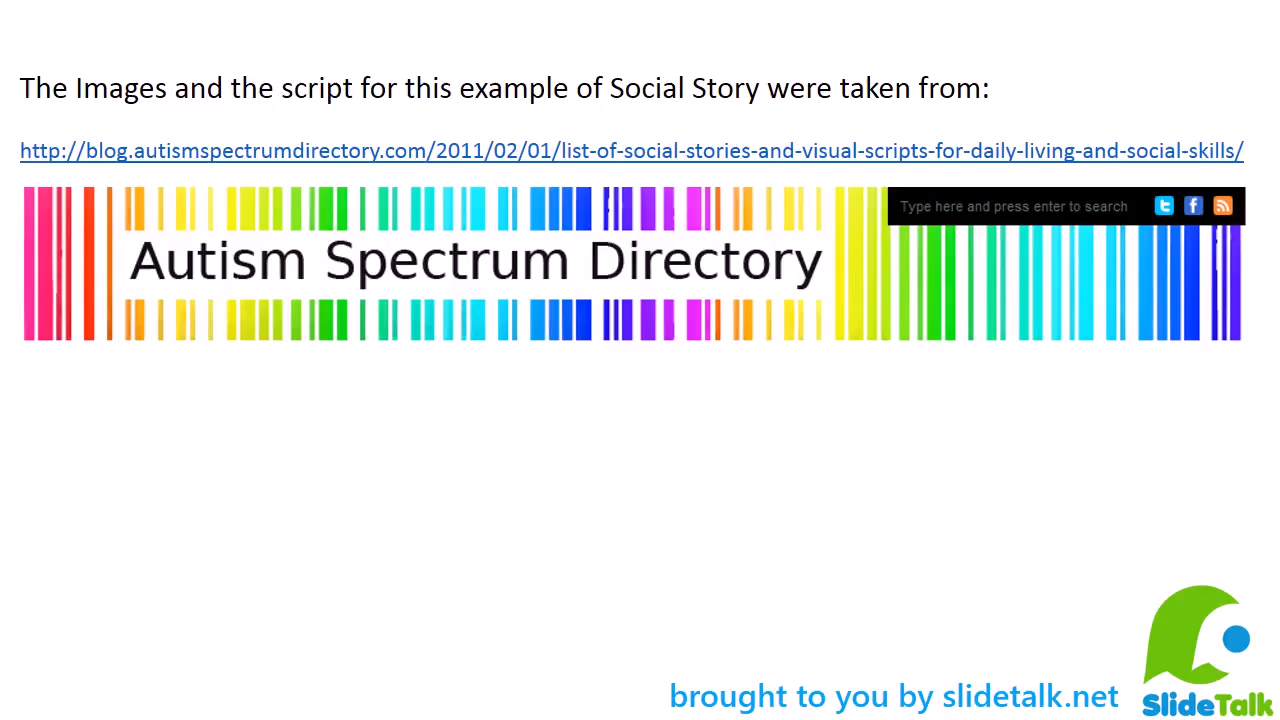 The Images and the script for this example of Social Story were taken from:
http://blog.autismspectrumdirectory.com/2011/02/01/list-of-social-stories-and-visual-scripts-for-daily-living-and-social-skills/
Type here and press enter to search
Autism Spectrum Directory
brought to you by slidetalk.net
SlideTalk